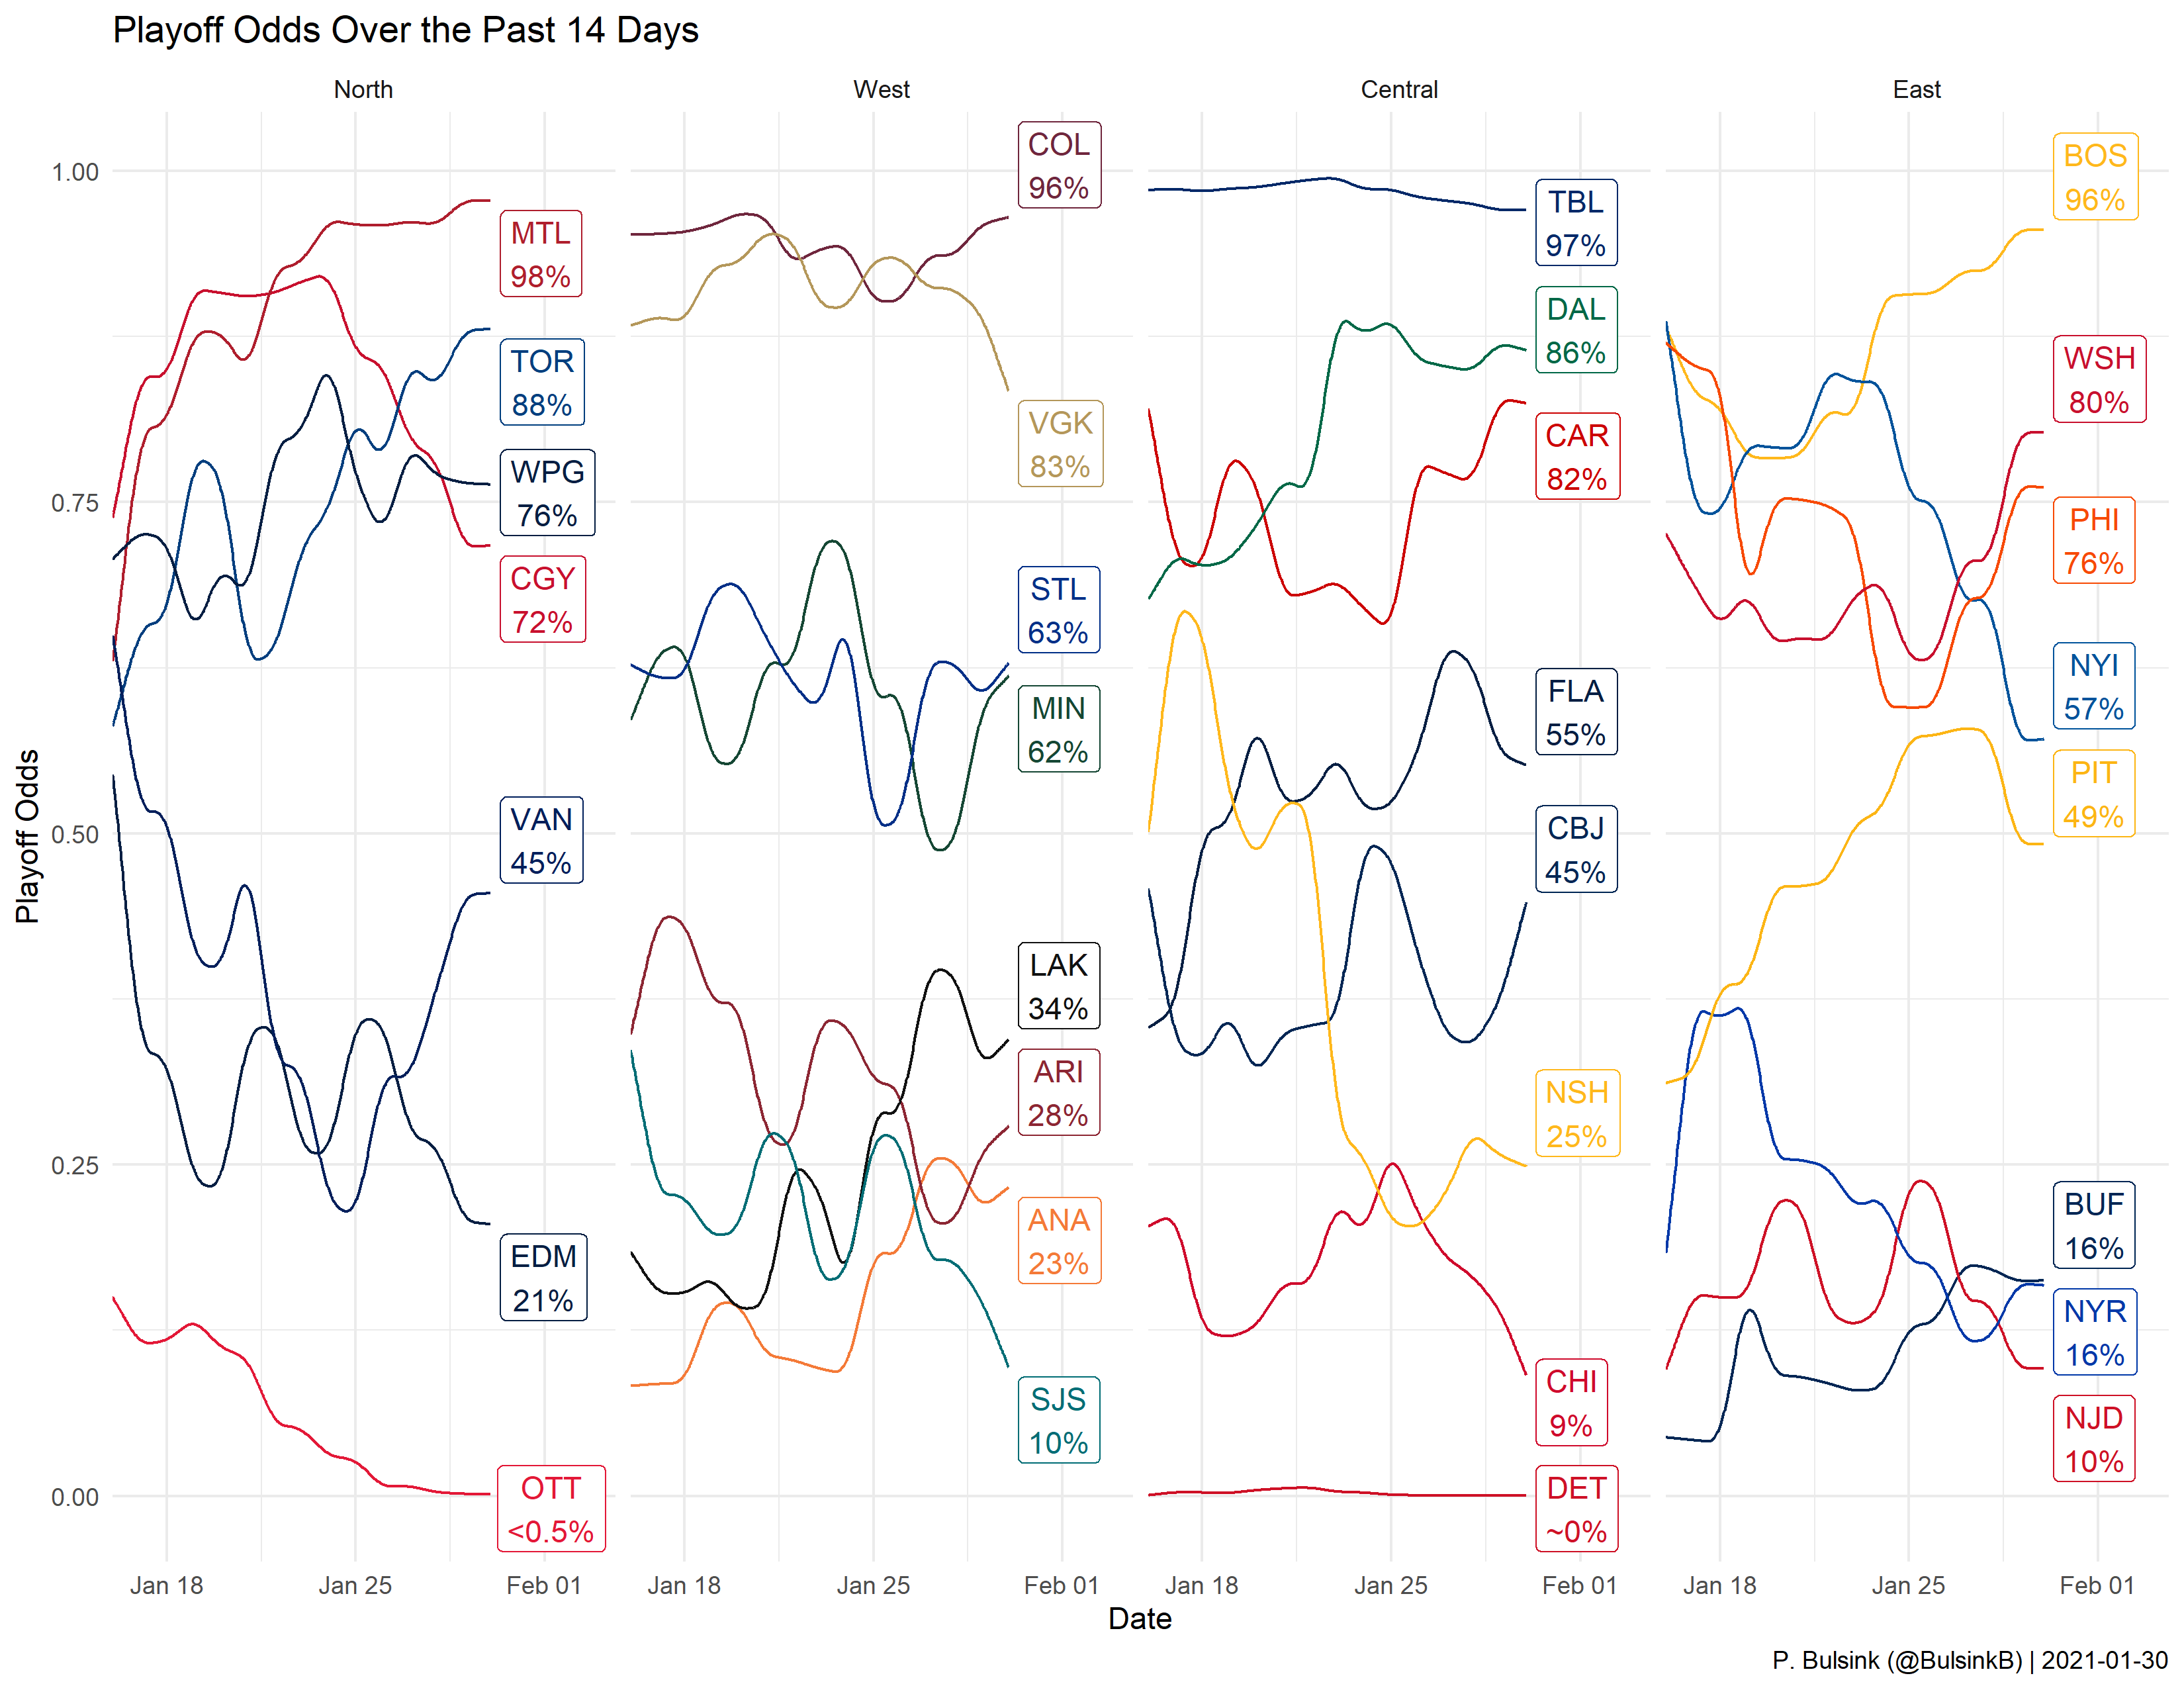 Playoff Odds Over the Past 14 Days
North
West
Central
East
Playoff Odds
1.00
0.75
0.50
0.25
0.00
MTL
98%
TOR
88%
WPG
76%
CGY
72%
VAN
45%
EDM
21%
OTT
<0.5%
COL
96%
VGK
83%
STL
63%
MIN
62%
LAK
34%
ARI
28%
ANA
23%
SJS
10%
TBL
97%
DAL
86%
CAR
82%
FLA
55%
CBJ
45%
NSH
25%
CHI
9%
DET
~0%
BOS
96%
WSH
80%
PHI
76%
NYI
57%
PIT
49%
BUF
16%
NYR
16%
NJD
10%
Jan 18 Jan 25 Feb 01
Jan 18 Jan 25 Feb 01
Jan 18 Jan 25 Feb 01
Jan 18 Jan 25 Feb 01
Date
P. Bulsink (@BulsinkB) | 2021-01-30